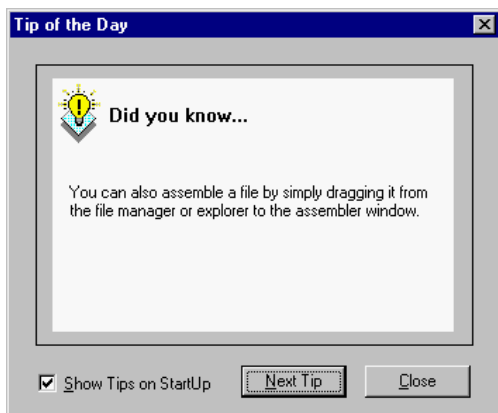 Tip of the Day
Did you know...
You can also assemble a file by simply dragging it from
the file manager or explorer to the assembler window.
Show Tips on StartUp
Next Tip
Close